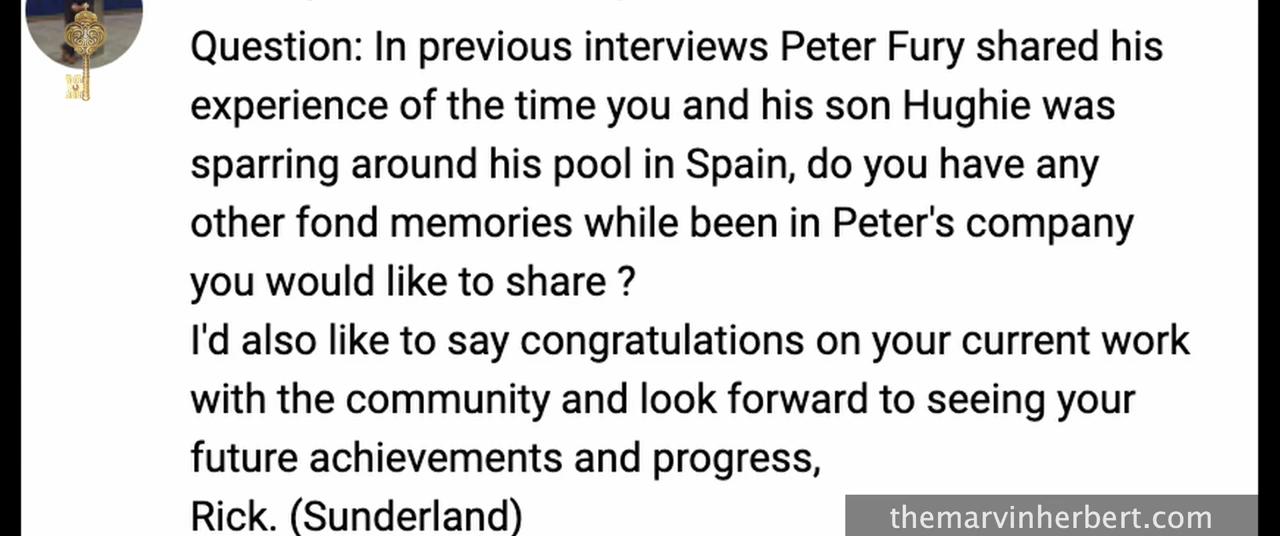 Question: In previous interviews Peter Fury shared his
experience of the time you and his son Hughie was
sparring around his pool in Spain, do you have any
other fond memories while been in Peter's company
you would like to share ?
I'd also like to say congratulations on your current work
with the community and look forward to seeing your
future achievements and progress,
Rick. (Sunderland)
themarvinherbert.com